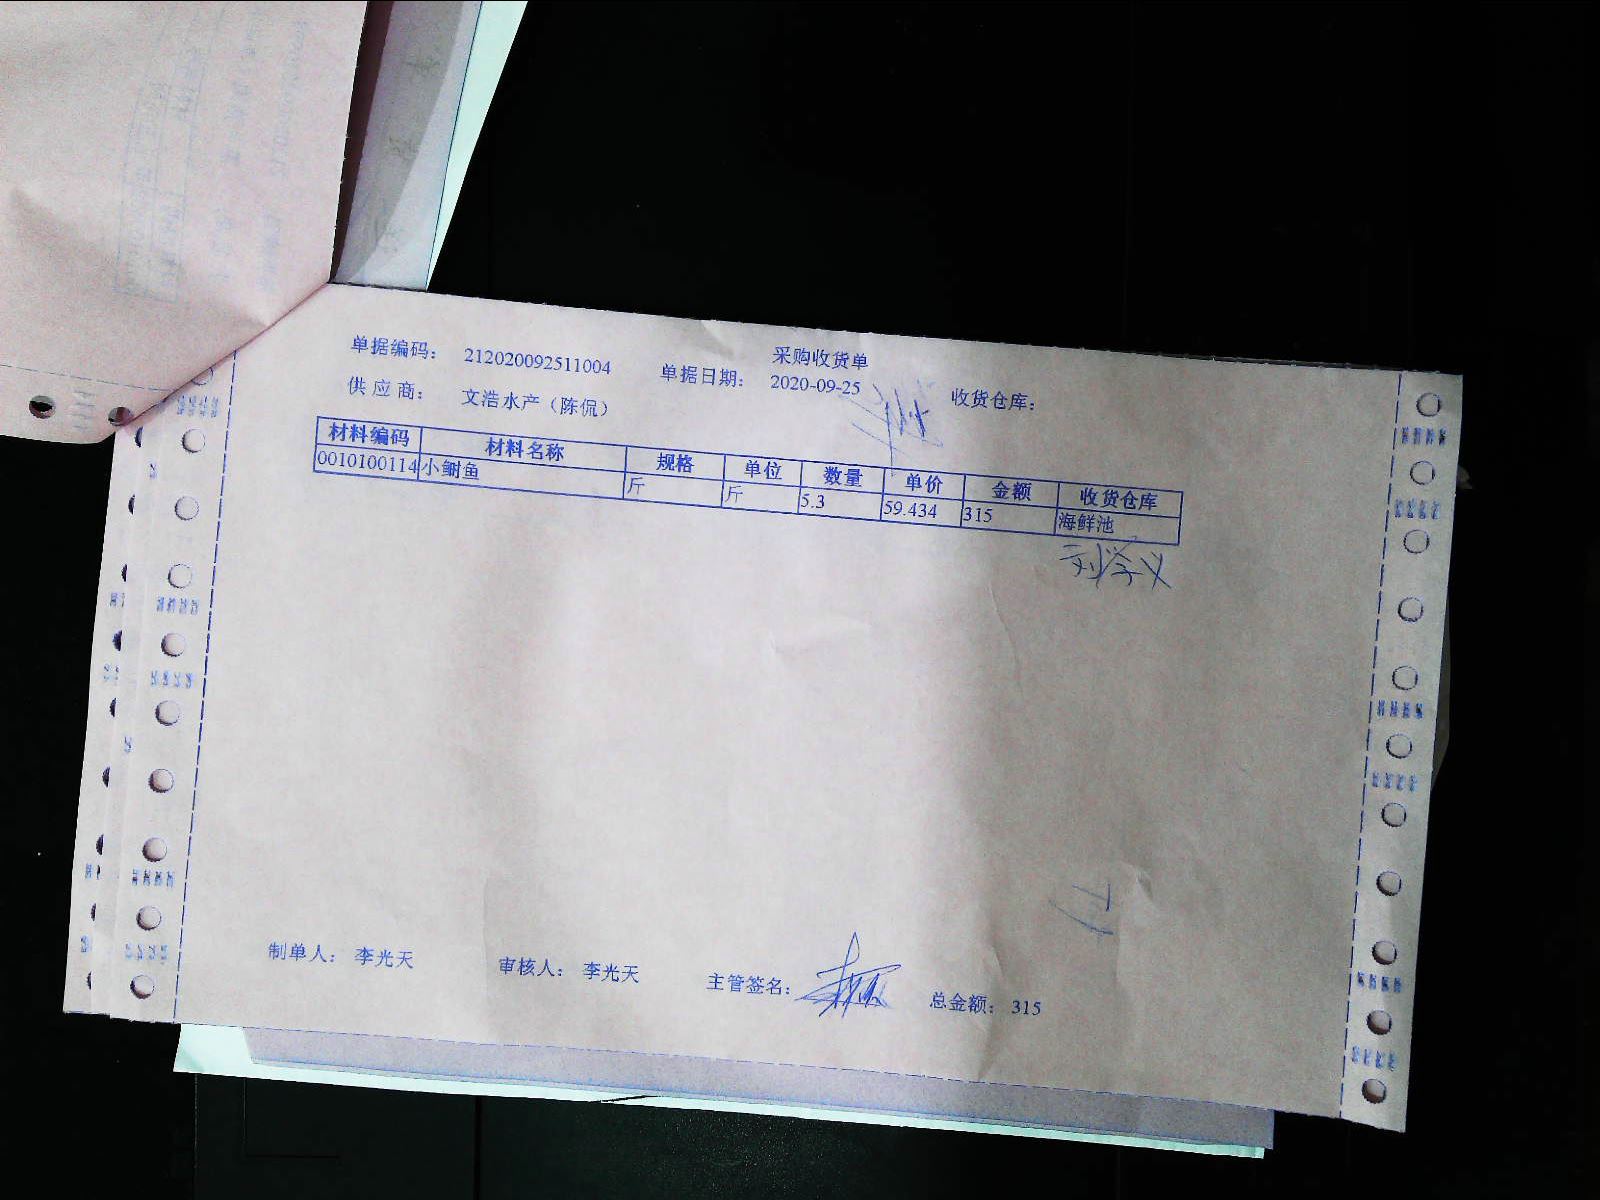 采购收货单
单据编码： 212020092511004 单据日期： 2020-09-25 收货仓库：
供应商： 文浩水产（陈侃）
材料编码 材料名称 规格 单位 数量 单价 金额 收货仓库
0010100114 小鲥鱼 斤 斤 5.3 59.434 315 海鲜池
刘学义
制单人： 李光天 审核人： 李光天 主管签名： 总金额： 315